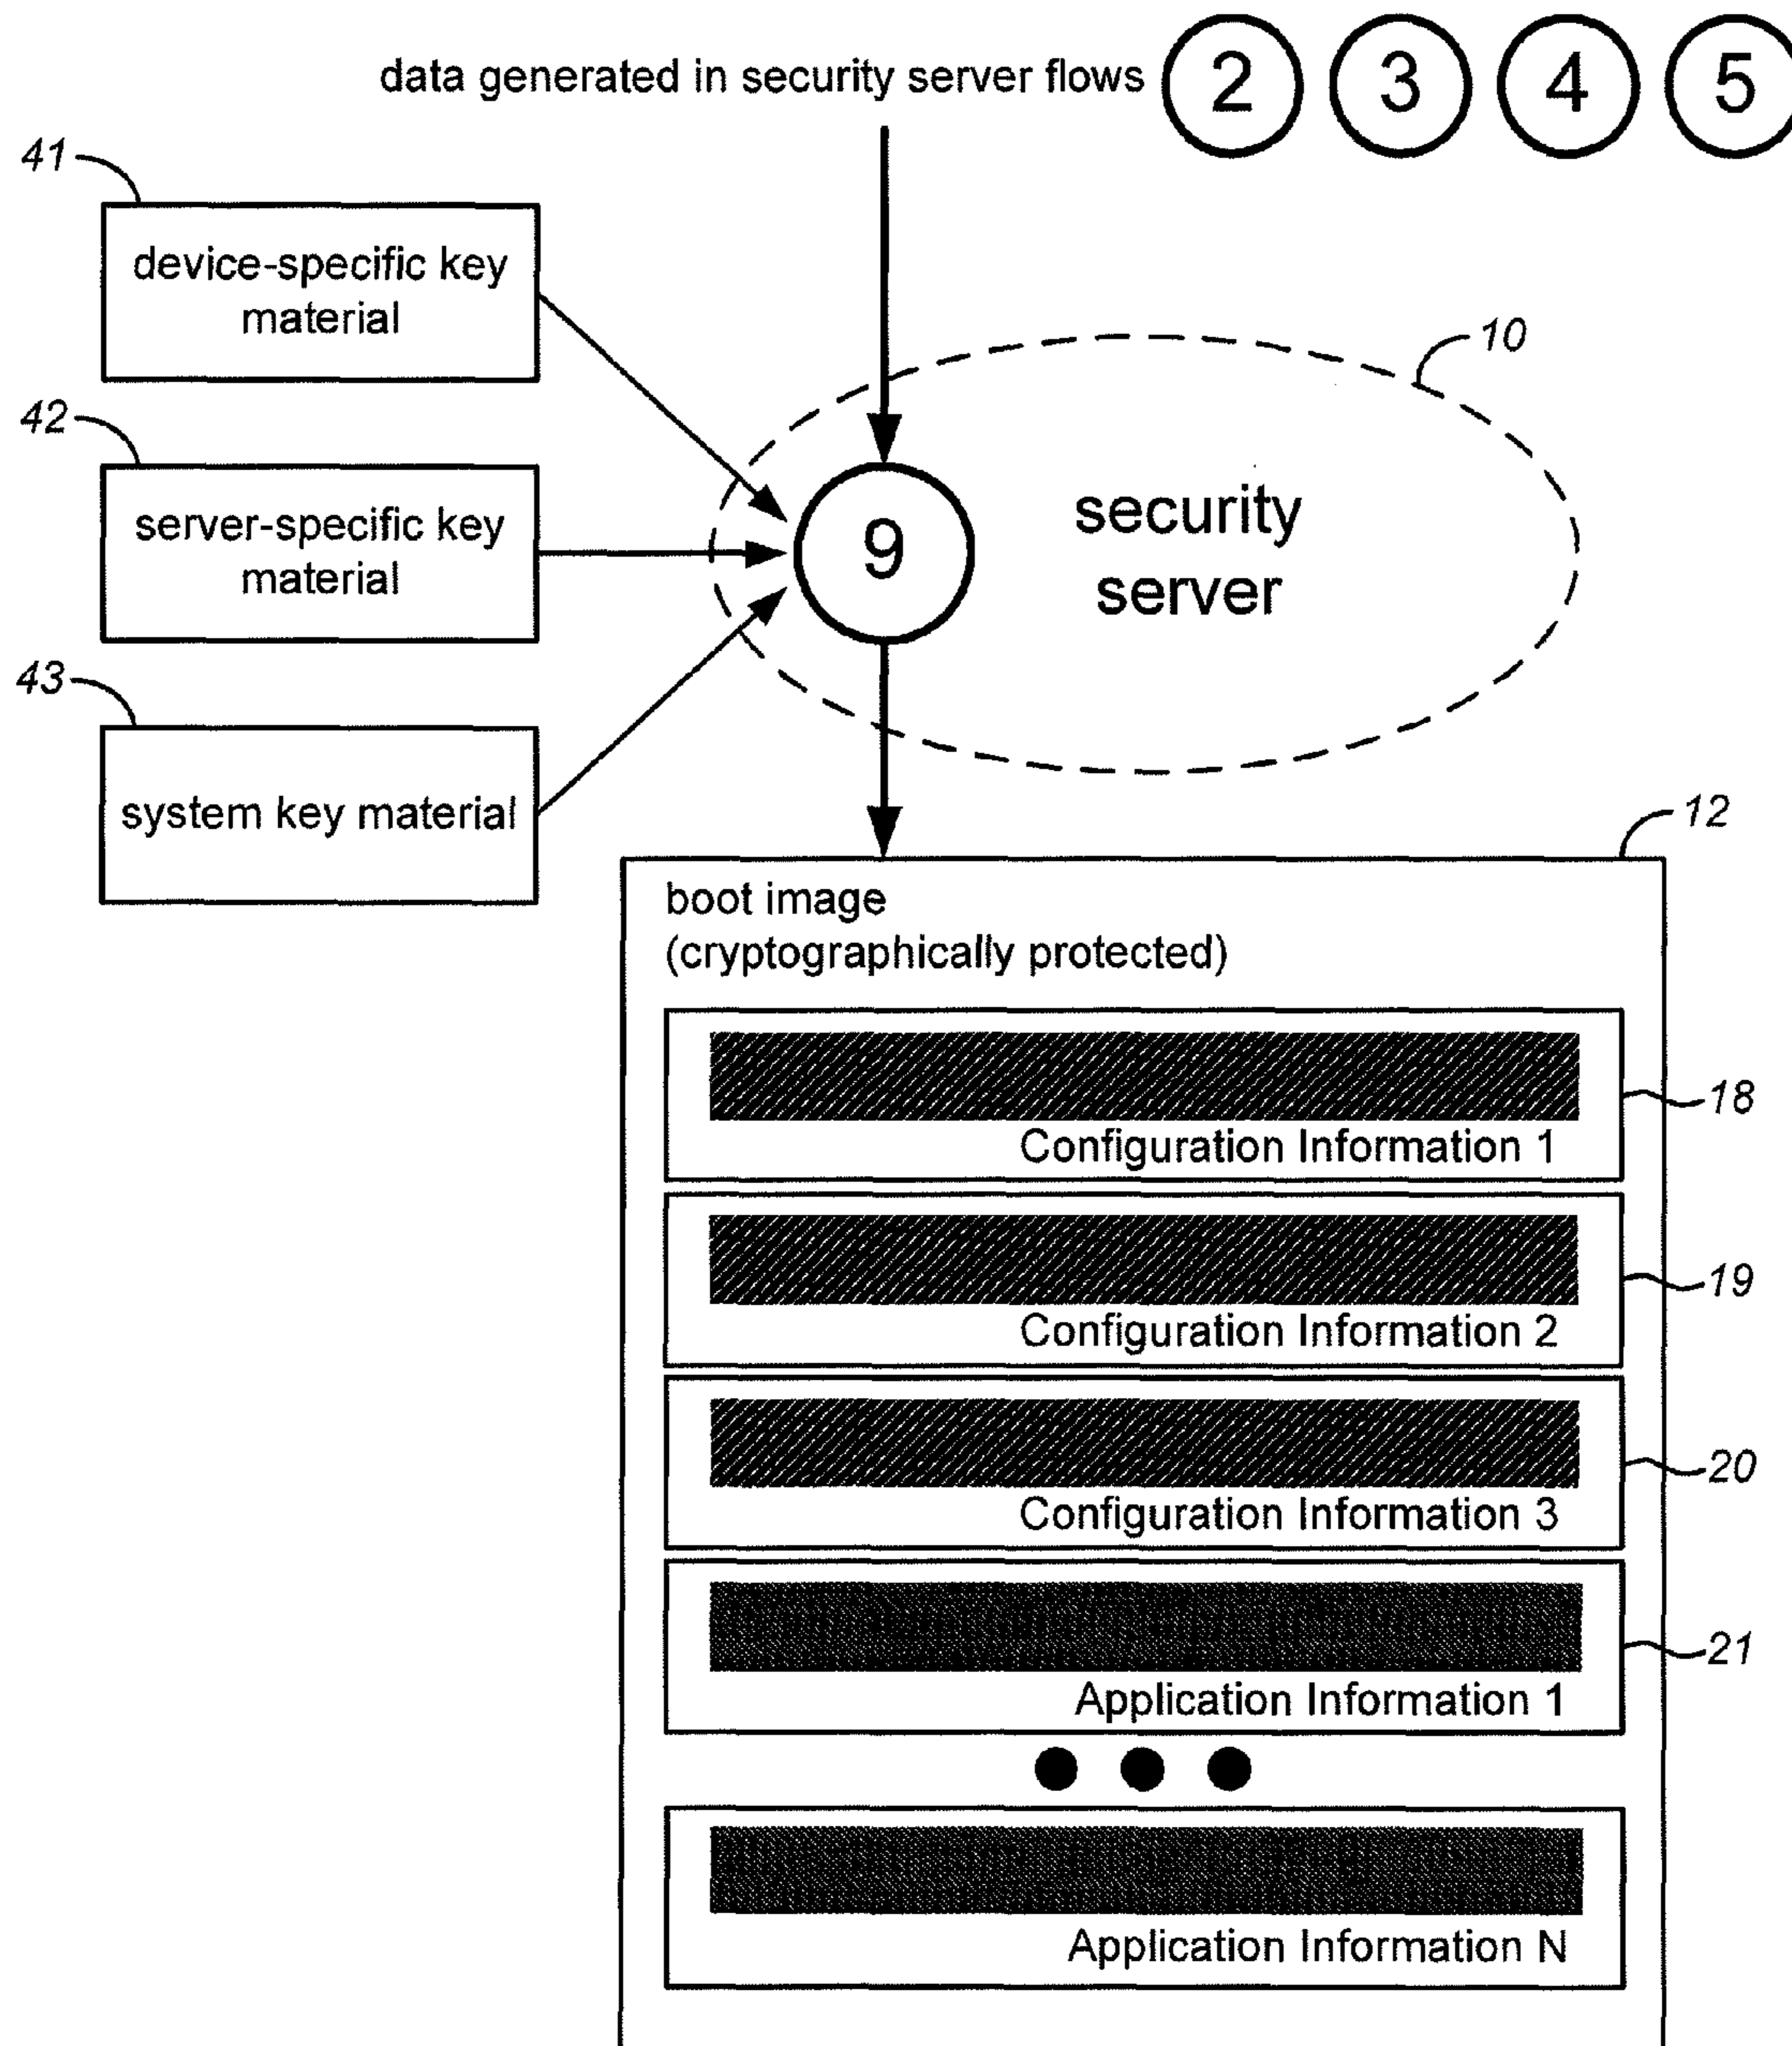 data generated in security server flows 2 3 4 5
41
device-specific key
material
10
42
server-specific key
material
9
security
server
43
system key material
12
boot image
(cryptographically protected)
18
Configuration Information 1
19
Configuration Information 2
20
Configuration Information 3
21
Application Information 1
Application Information N